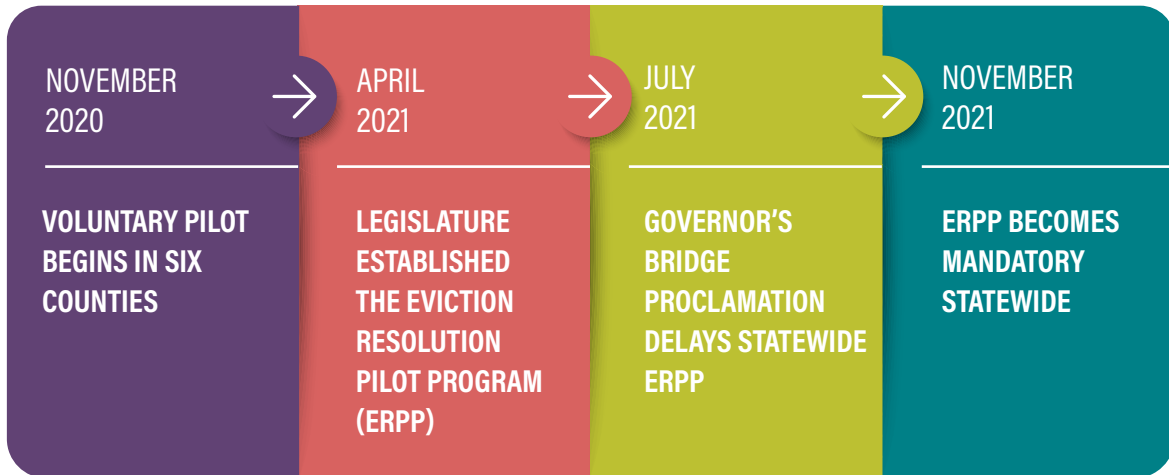 NOVEMBER
2020
VOLUNTARY PILOT
BEGINS IN SIX
COUNTIES
APRIL
2021
LEGISLATURE
ESTABLISHED
THE EVICTION
RESOLUTION
PILOT PROGRAM
(ERPP)
JULY
2021
GOVERNOR’S
BRIDGE
PROCLAMATION
DELAYS STATEWIDE
ERPP
NOVEMBER
2021
ERPP BECOMES
MANDATORY
STATEWIDE